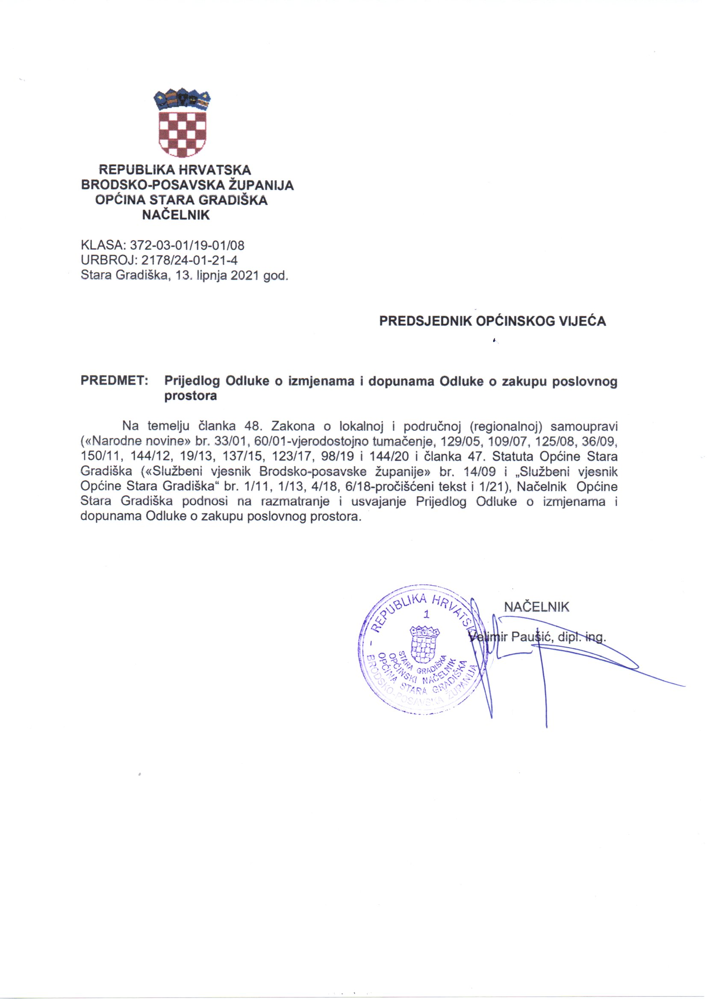 REPUBLIKA HRVATSKA
BRODSKO-POSAVSKA ŽUPANIJA
OPĆINA STARA GRADIŠKA
NAČELNIK
KLASA: 372-03-01/19-01/08
URBROJ: 2178/24-01-21-4
Stara Gradiška, 13. lipnja 2021 god.
PREDSJEDNIK OPĆINSKOG VIJEĆA
PREDMET: Prijedlog Odluke o izmjenama i dopunama Odluke o zakupu poslovnog
prostora
Na temelju članka 48. Zakona o lokalnoj i područnoj (regionalnoj) samoupravi
(«Narodne novine» br. 33/01, 60/01-vjerodostojno tumačenje, 129/05, 109/07, 125/08, 36/09,
150/11, 144/12, 19/13, 137/15, 123/17, 98/19 i 144/20 i članka 47. Statuta Općine Stara
Gradiška («Službeni vjesnik Brodsko-posavske županije» br. 14/09 i „Službeni vjesnik
Općine Stara Gradiška“ br. 1/11, 1/13, 4/18, 6/18-pročišćeni tekst i 1/21), Načelnik Općine
Stara Gradiška podnosi na razmatranje i usvajanje Prijedlog Odluke o izmjenama i
dopunama Odluke o zakupu poslovnog prostora.
NAČELNIK
Velimir Paušić, dipl. ing.
- REPUBLIKA HRVATSKA -
1
STARA GRADIŠKA
OPĆINSKI NAČELNIK
OPĆINA STARA GRADIŠKA
BRODSKO-POSAVSKA ŽUPANIJA